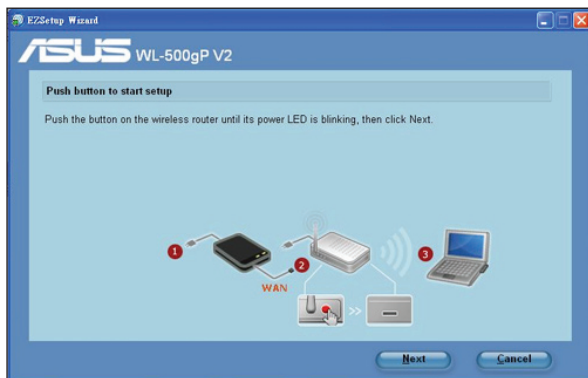 EZSetup Wizard
ASUS WL-500gP V2
Push button to start setup
Push the button on the wireless router until its power LED is blinking, then click Next.
1
2
3
WAN
>>
Next
Cancel